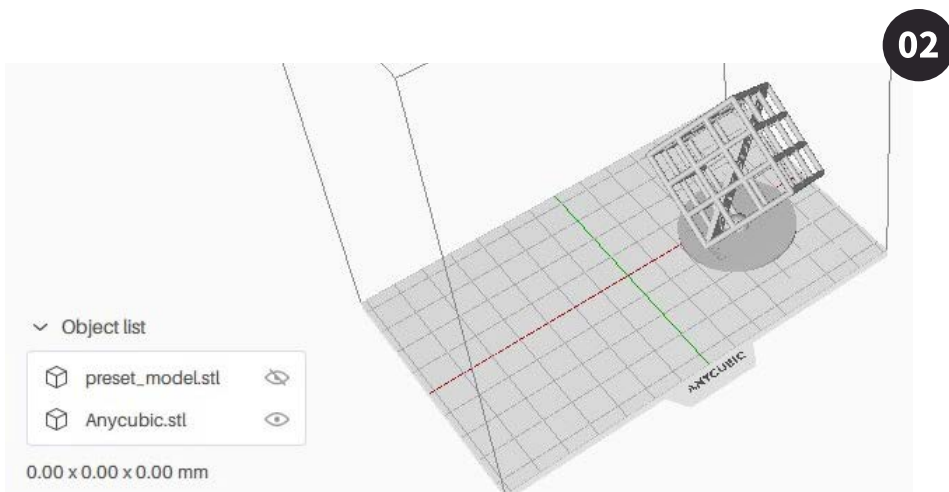 02
Object list
preset_model.stl
Anycubic.stl
0.00 x 0.00 x 0.00 mm
ANYCUBIC